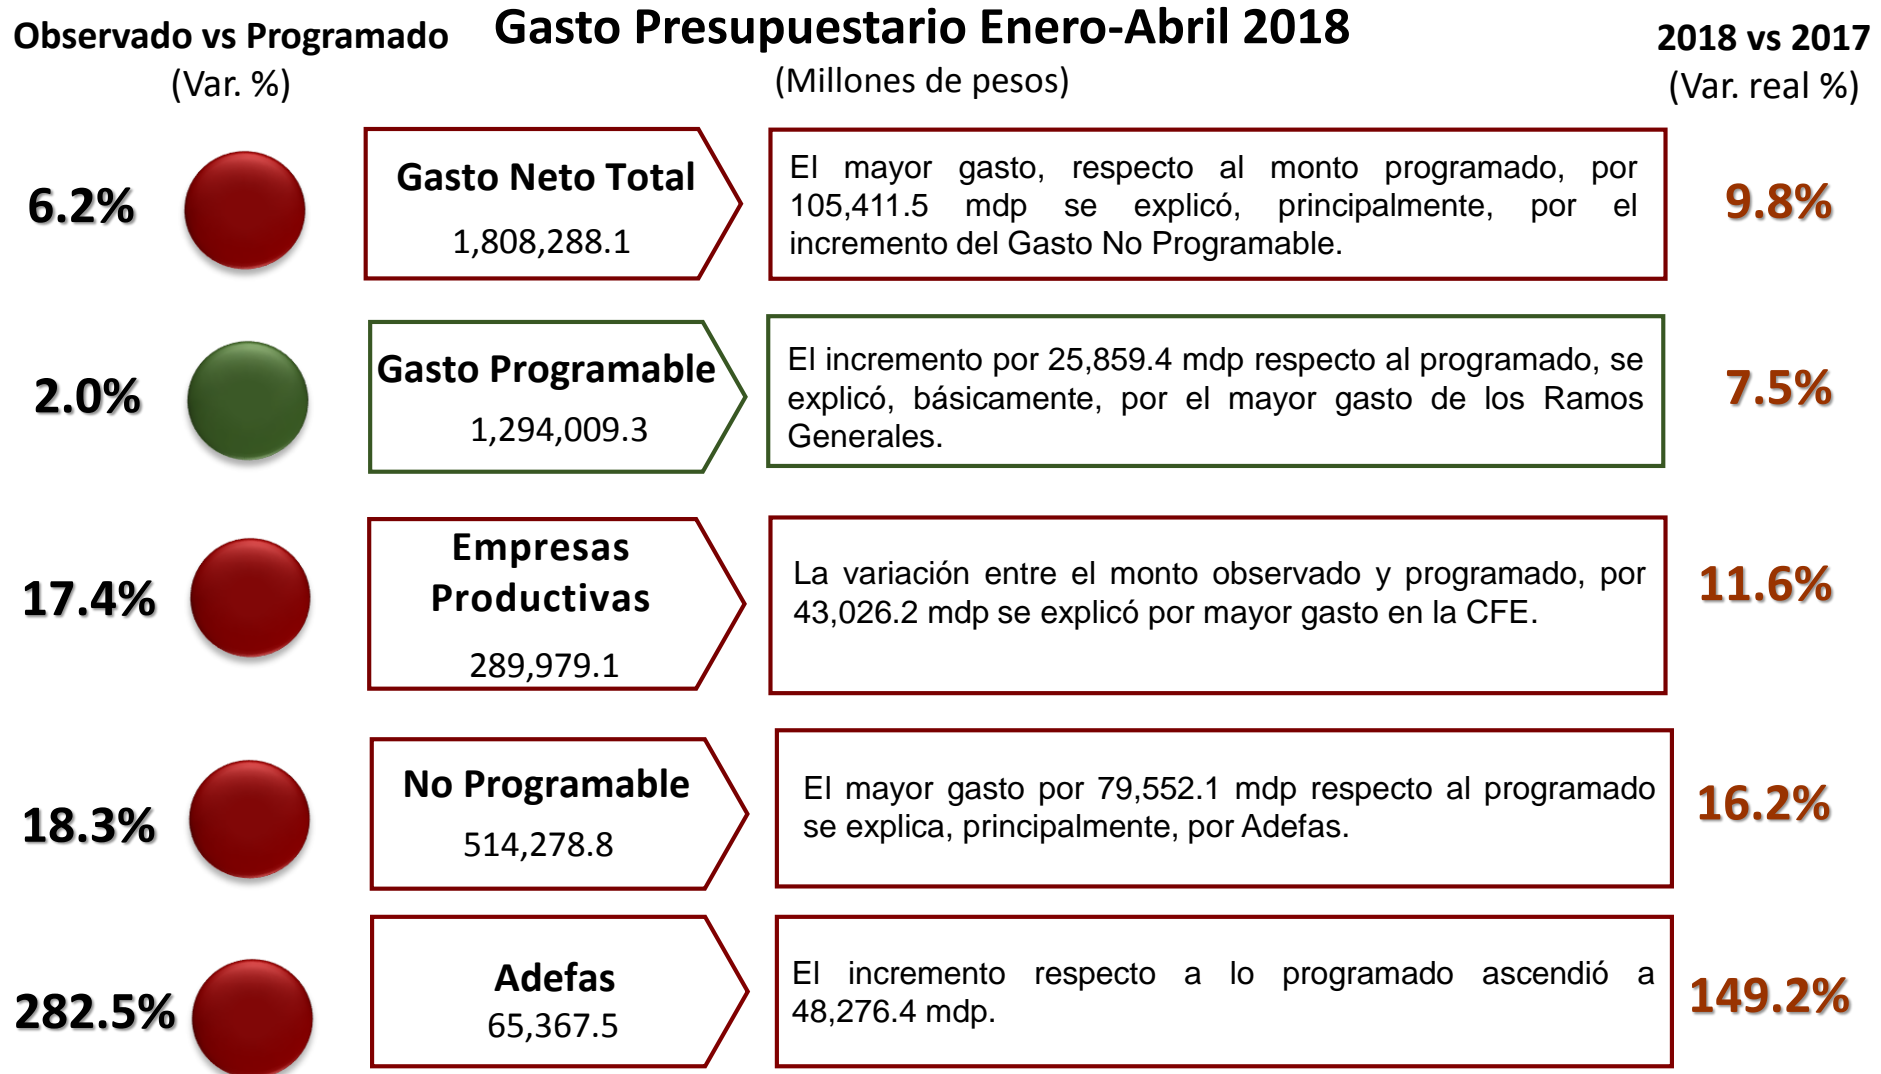 Observado vs Programado
(Var. %)
Gasto Presupuestario Enero-Abril 2018
(Millones de pesos)
2018 vs 2017
(Var. real %)
6.2%
Gasto Neto Total
1,808,288.1
El mayor gasto, respecto al monto programado, por
105,411.5 mdp se explicó, principalmente, por el
incremento del Gasto No Programable.
9.8%
2.0%
Gasto Programable
1,294,009.3
El incremento por 25,859.4 mdp respecto al programado, se
explicó, básicamente, por el mayor gasto de los Ramos
Generales.
7.5%
17.4%
Empresas
Productivas
289,979.1
La variación entre el monto observado y programado, por
43,026.2 mdp se explicó por mayor gasto en la CFE.
11.6%
18.3%
No Programable
514,278.8
El mayor gasto por 79,552.1 mdp respecto al programado
se explica, principalmente, por Adefas.
16.2%
282.5%
Adefas
65,367.5
El incremento respecto a lo programado ascendió a
48,276.4 mdp.
149.2%